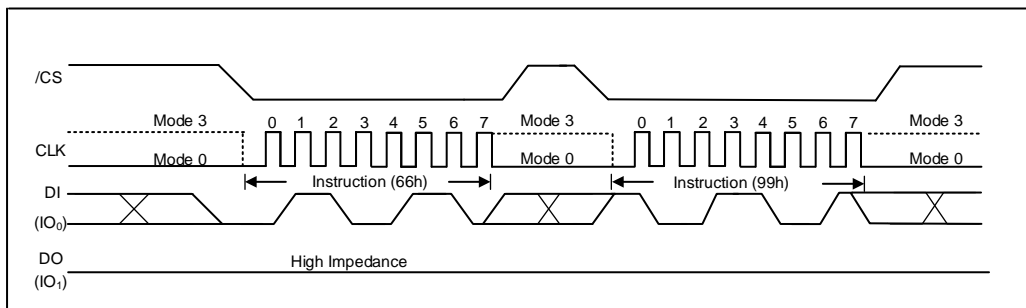 /CS
0 1 2 3 4 5 6 7
0 1 2 3 4 5 6 7
Mode 3
Mode 3
Mode 3
CLK
Mode 0
Mode 0
Mode 0
Instruction (66h)
Instruction (99h)
DI
(IO₀)
DO
(IO₁)
High Impedance